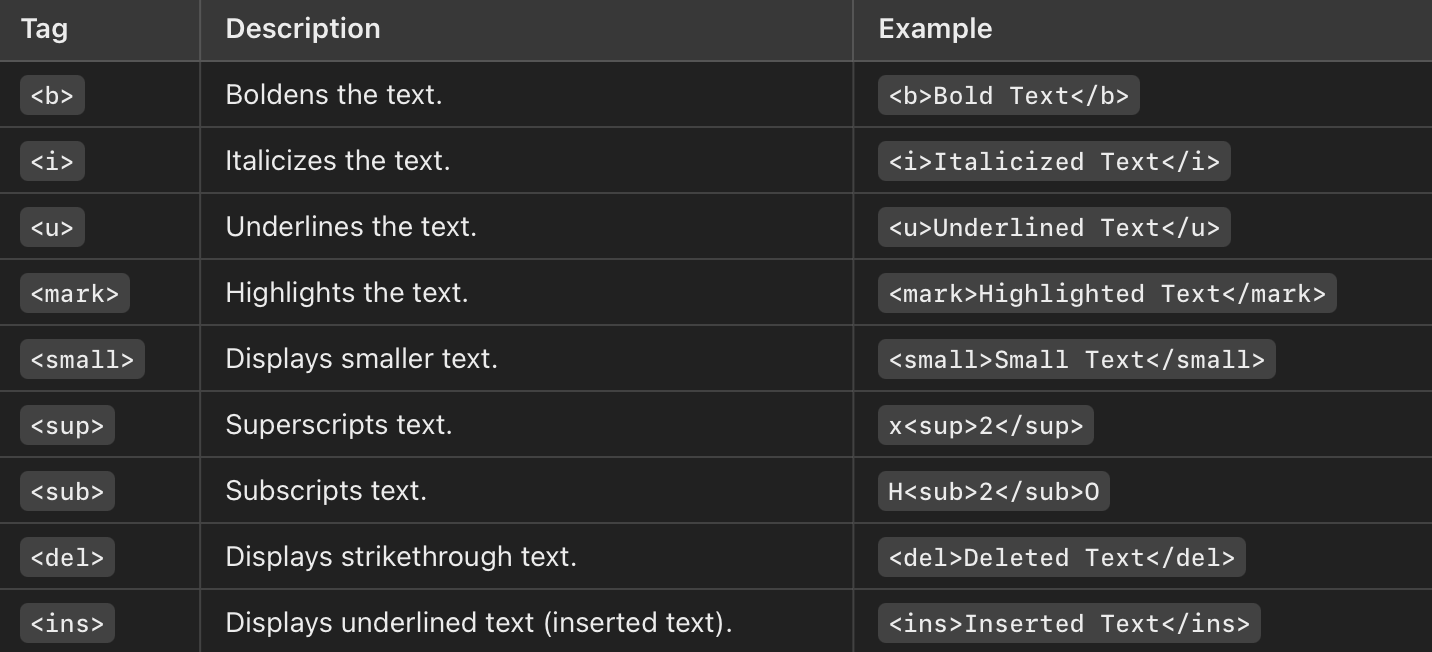 Tag Description Example
<b> Boldens the text. <b>Bold Text</b>
<i> Italicizes the text. <i>Italicized Text</i>
<u> Underlines the text. <u>Underlined Text</u>
<mark> Highlights the text. <mark>Highlighted Text</mark>
<small> Displays smaller text. <small>Small Text</small>
<sup> Superscripts text. x<sup>2</sup>
<sub> Subscripts text. H<sub>2</sub>O
<del> Displays strikethrough text. <del>Deleted Text</del>
<ins> Displays underlined text (inserted text). <ins>Inserted Text</ins>